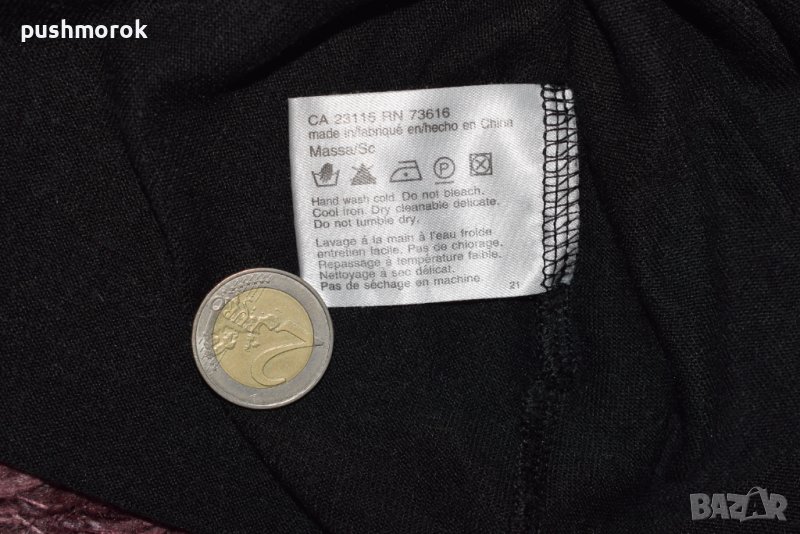 pushmorok
CA 23115 RN 73616
made in/fabriqué en/hecho en China
Massa/Sc
P
Hand wash cold. Do not bleach.
Cool iron. Dry cleanable delicate.
Do not tumble dry.
Lavage á la main á l'eau froide
entretien facile. Pas de chlorage.
Repassage á température faible.
Nettoyage á sec délicat.
Pas de séchage en machine
21
2
BAZAR